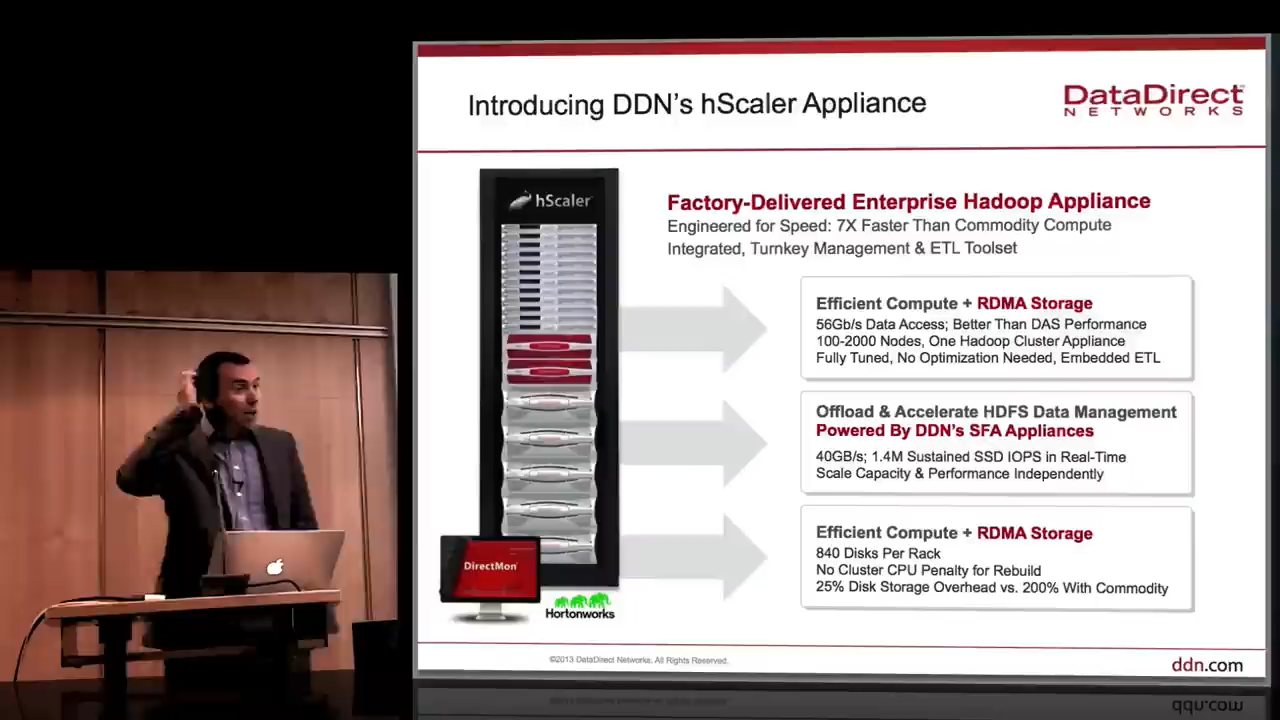 Introducing DDN's hScaler Appliance
DataDirect
NETWORKS
hScaler
Factory-Delivered Enterprise Hadoop Appliance
Engineered for Speed: 7X Faster Than Commodity Compute
Integrated, Turnkey Management & ETL Toolset
Efficient Compute + RDMA Storage
56Gb/s Data Access; Better Than DAS Performance
100-2000 Nodes, One Hadoop Cluster Appliance
Fully Tuned, No Optimization Needed, Embedded ETL
Offload & Accelerate HDFS Data Management
Powered By DDN's SFA Appliances
40GB/s; 1.4M Sustained SSD IOPS in Real-Time
Scale Capacity & Performance Independently
Efficient Compute + RDMA Storage
840 Disks Per Rack
No Cluster CPU Penalty for Rebuild
25% Disk Storage Overhead vs. 200% With Commodity
DirectMon
Hortonworks
©2013 DataDirect Networks. All Rights Reserved.
ddn.com